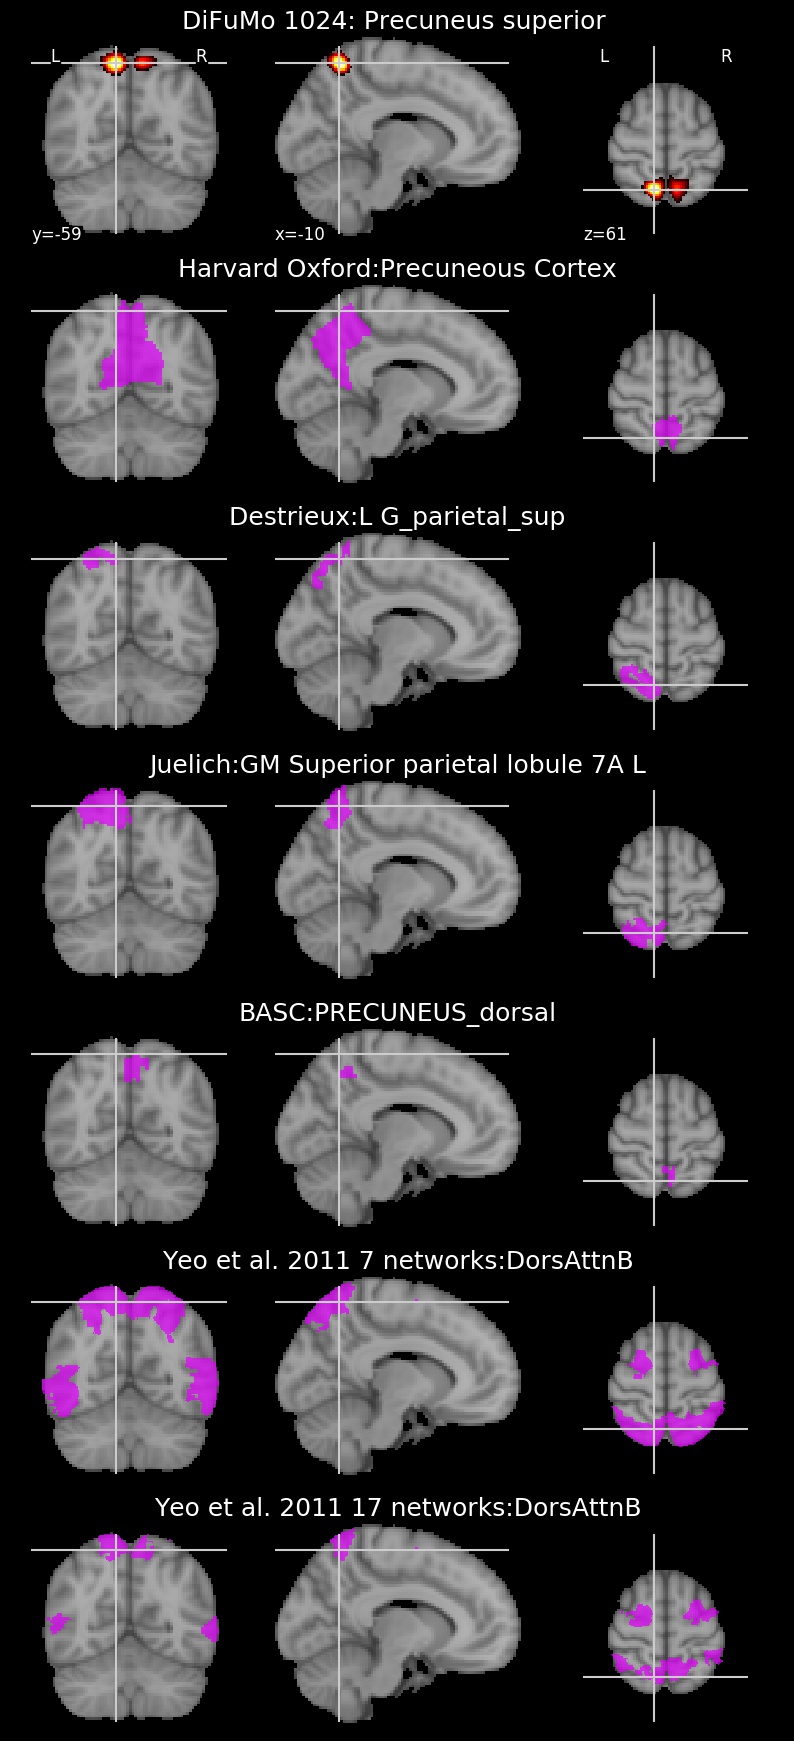 DiFuMo 1024: Precuneus superior
L R L R
y=-59 x=-10 z=61
Harvard Oxford:Precuneous Cortex
Destrieux:L G_parietal_sup
Juelich:GM Superior parietal lobule 7A L
BASC:PRECUNEUS_dorsal
Yeo et al. 2011 7 networks:DorsAttnB
Yeo et al. 2011 17 networks:DorsAttnB